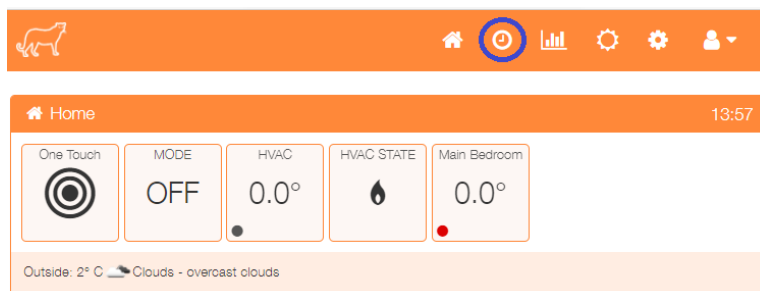 Home 13:57
One Touch MODE HVAC HVAC STATE Main Bedroom
OFF 0.0° 0.0°
Outside: 2° C Clouds - overcast clouds